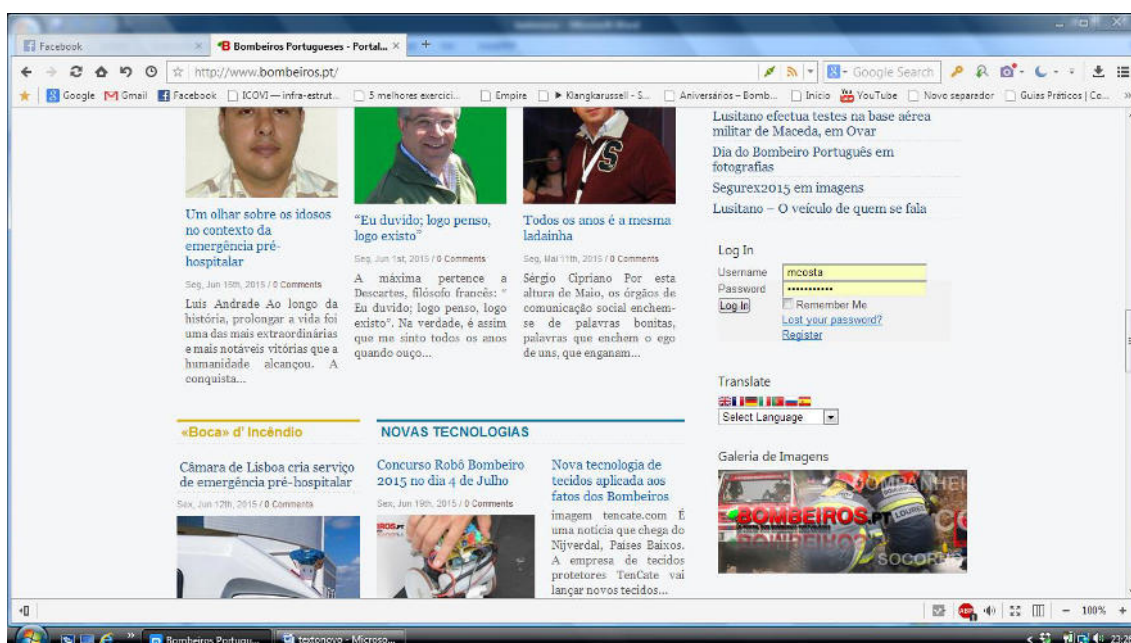 Facebook
Bombeiros Portugueses - Portal...
http://www.bombeiros.pt/
Google Search
Google
Gmail
Facebook
ICOVI — infra-estrut...
5 melhores exercíci...
Empire
Klangkarussell - S...
Aniversários – Bomb...
Início
YouTube
Novo separador
Guias Práticos | Ce...
Um olhar sobre os idosos
no contexto da
emergência pré-
hospitalar
Seg, Jun 15th, 2015 / 0 Comments
Luis Andrade Ao longo da
história, prolongar a vida foi
uma das mais extraordinárias
e mais notáveis vitórias que a
humanidade alcançou. A
conquista...
“Eu duvido; logo penso,
logo existo”
Seg, Jun 1st, 2015 / 0 Comments
A máxima pertence a
Descartes, filósofo francês: “
Eu duvido; logo penso, logo
existo”. Na verdade, é assim
que me sinto todos os anos
quando ouço...
S
Todos os anos é a mesma
ladainha
Seg, Mai 11th, 2015 / 0 Comments
Sérgio Cipriano Por esta
altura de Maio, os órgãos de
comunicação social enchem-
se de palavras bonitas,
palavras que enchem o ego
de uns, que enganam...
Lusitano efectua testes na base aérea
militar de Maceda, em Ovar
Dia do Bombeiro Português em
fotografias
Segurex2015 em imagens
Lusitano – O veículo de quem se fala
Log In
Username mcosta
Password
Log In
Remember Me
Lost your password?
Register
Translate
Select Language
Galeria de Imagens
BOMBEIROS.PT
SOCORR
«Boca» d' Incêndio
Câmara de Lisboa cria serviço
de emergência pré-hospitalar
Sex, Jun 12th, 2015 / 0 Comments
NOVAS TECNOLOGIAS
Concurso Robô Bombeiro
2015 no dia 4 de Julho
Sex, Jun 19th, 2015 / 0 Comments
Nova tecnologia de
tecidos aplicada aos
fatos dos Bombeiros
imagem tencate.com É
uma notícia que chega do
Nijverdal, Países Baixos.
A empresa de tecidos
protetores TenCate vai
lançar novos tecidos...
100%
Bombeiros Portugu...
textonovo - Microso...